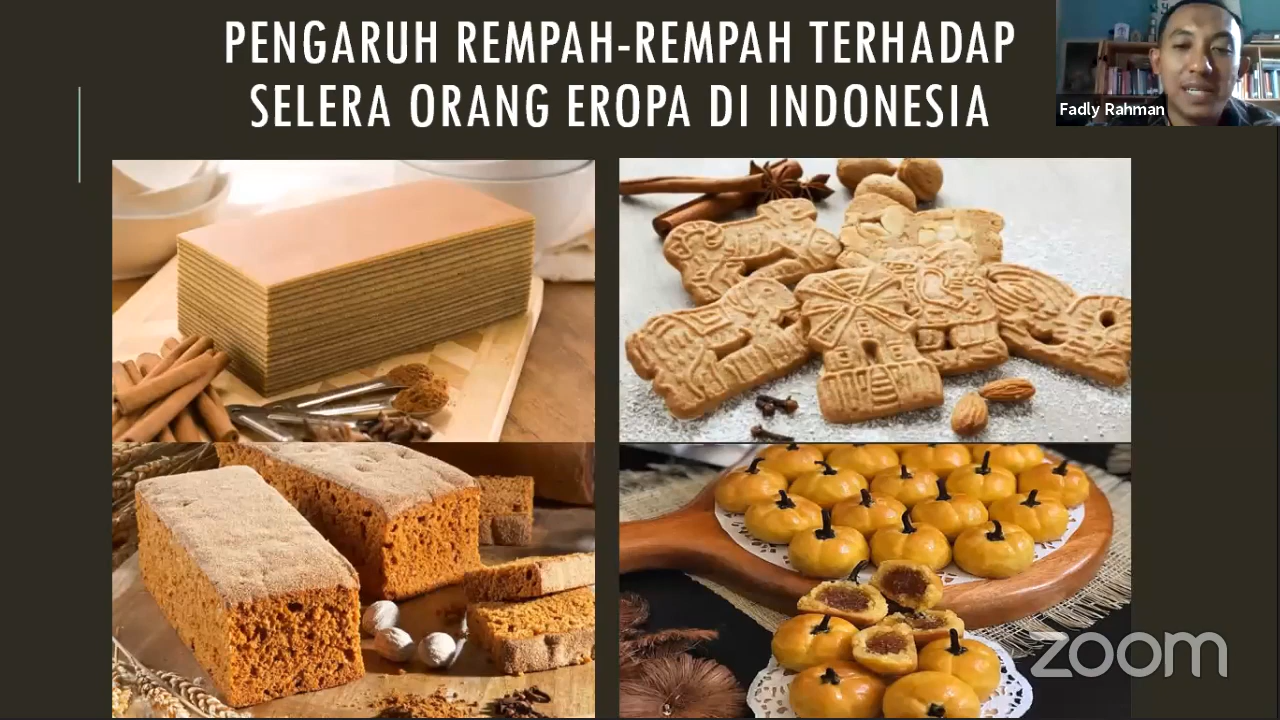 PENGARUH REMPAH-REMPAH TERHADAP
SELERA ORANG EROPA DI INDONESIA
Fadly Rahman
zoom